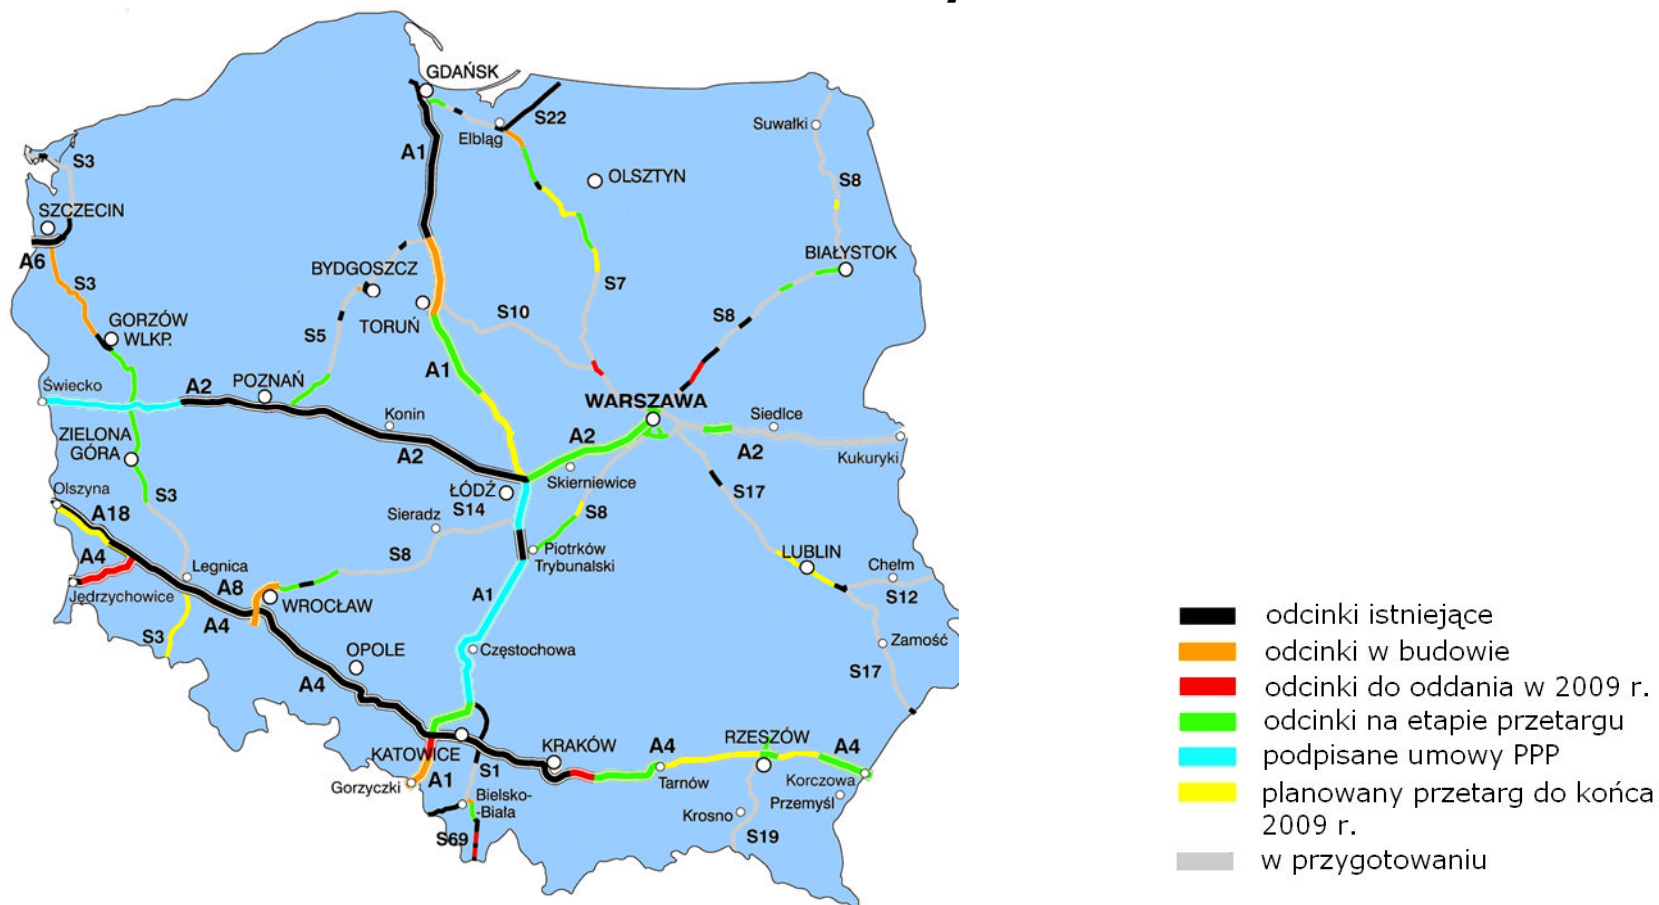 GDAŃSK
S22
Elbląg
Suwałki
A1
S3
OLSZTYN
S8
SZCZECIN
BIAŁYSTOK
A6
BYDGOSZCZ
S3
S7
S10
S8
GORZÓW
WLKP.
TORUŃ
S5
A1
Świecko
A2
POZNAŃ
WARSZAWA
Konin
Siedlce
ZIELONA
GÓRA
A2
A2
A2
Kukuryki
Skierniewice
Olszyna
S3
ŁÓDŹ
S17
A18
Sieradz
S14
S8
A4
S8
Piotrków
Trybunalski
LUBLIN
Legnica
Chełm
Jędrzychowice
A8
WROCŁAW
A1
S12
A4
S3
Zamość
OPOLE
Częstochowa
S17
A4
RZESZÓW
KATOWICE
KRAKÓW
A4
A4
Gorzyczki
A1
S1
Tarnów
Korczowa
Bielsko-
-Biała
Przemyśl
Krosno
S69
S19
odcinki istniejące
odcinki w budowie
odcinki do oddania w 2009 r.
odcinki na etapie przetargu
podpisane umowy PPP
planowany przetarg do końca
2009 r.
w przygotowaniu